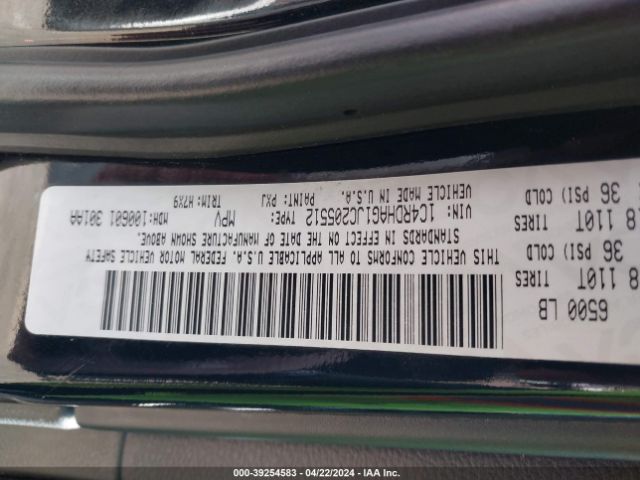 6500 LB
8 110T TIRES
36 PSI) COLD
8 110T TIRES
36 PSI) COLD
THIS VEHICLE CONFORMS TO ALL APPLICABLE U.S.A. FEDERAL MOTOR VEHICLE SAFETY
STANDARDS IN EFFECT ON THE DATE OF MANUFACTURE SHOWN ABOVE.
VIN: 1C4RDHAG1JC205512 TYPE: MPV MDH: 100601 301AA
VEHICLE MADE IN U.S.A. PAINT: PXJ TRIM: H7X9
00-39254583 - 04/22/2024 - IAA Inc.